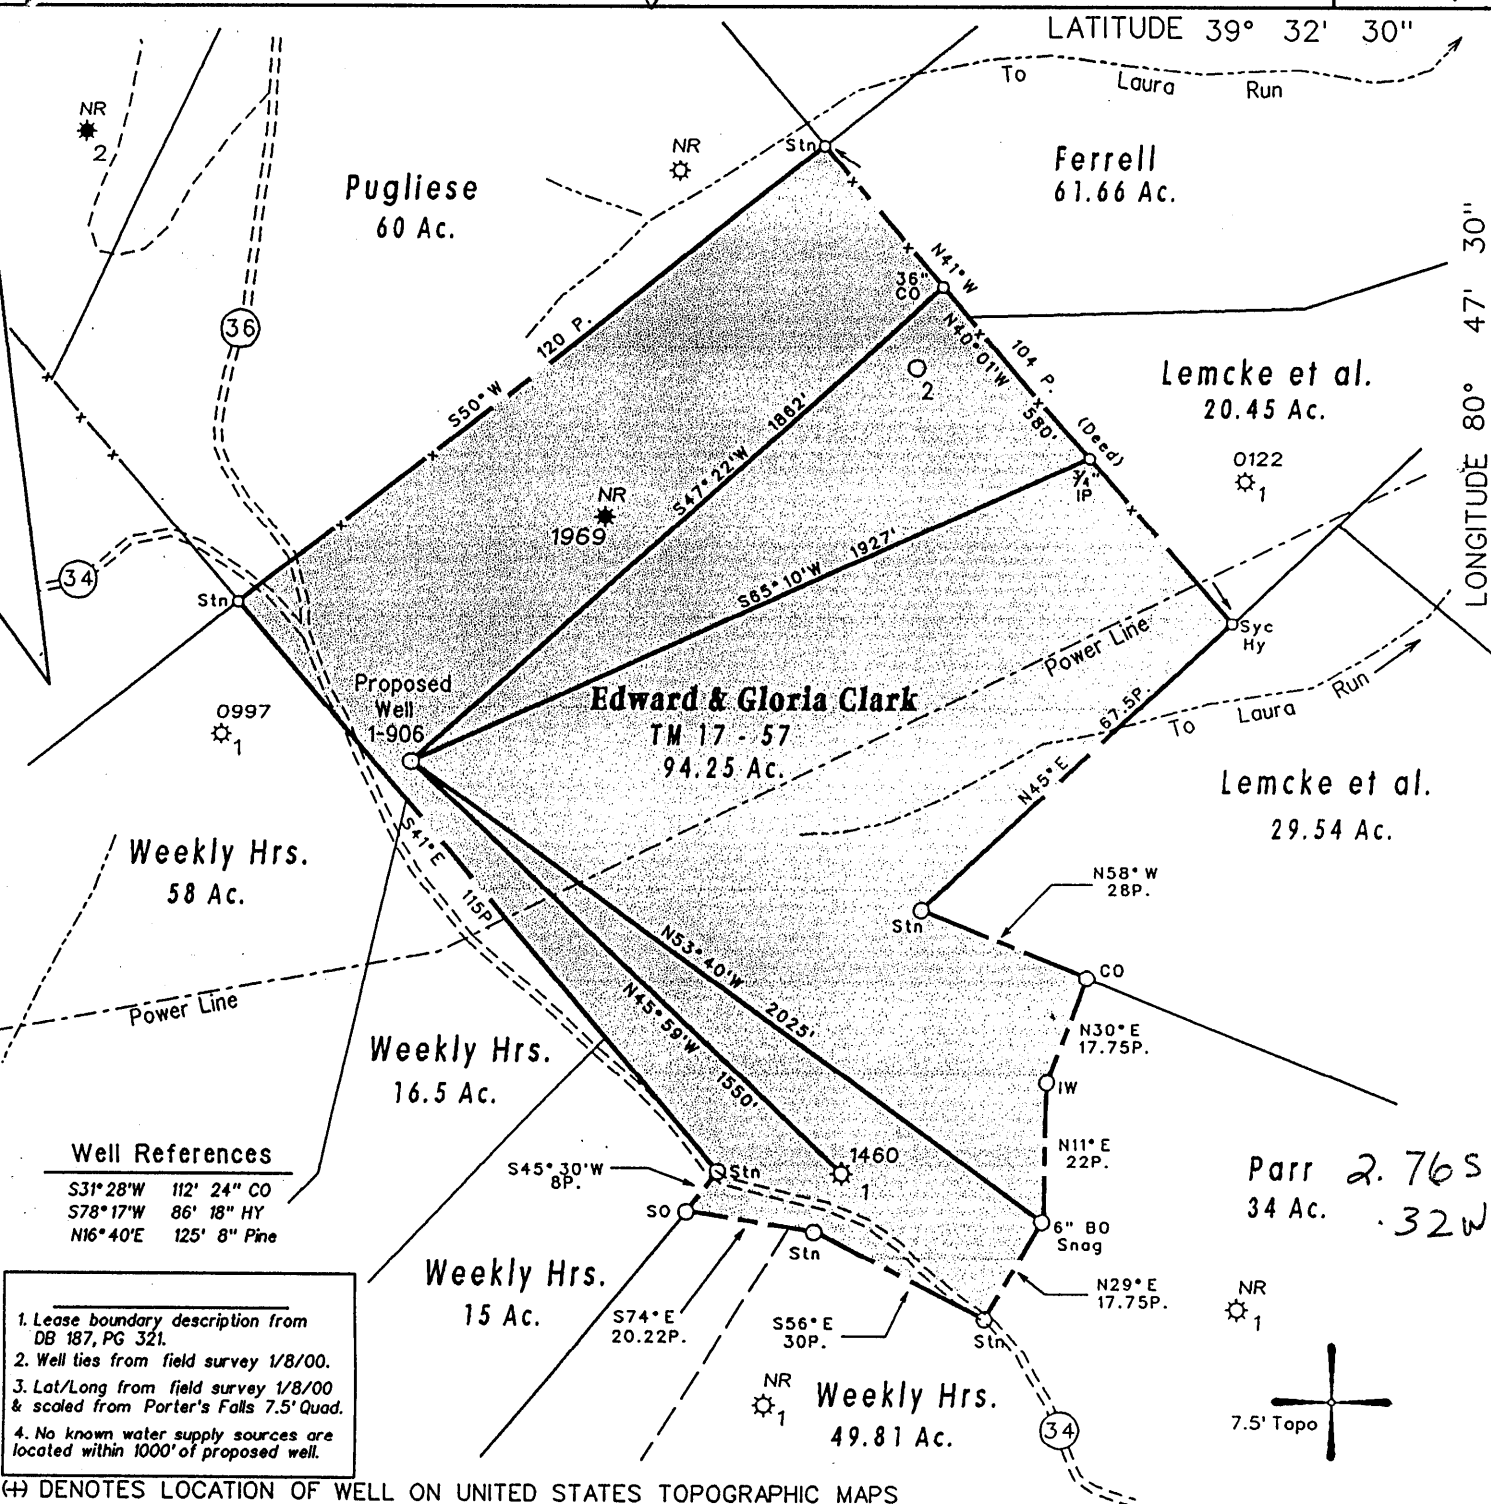 LATITUDE 39° 32' 30"
To Laura Run
NR
2
NR
Stn
Ferrell
61.66 Ac.
Pugliese
60 Ac.
LONGITUDE 80° 47' 30"
N41°W
36"
CO
36
120 P.
N40°01'W 580'
104 P.
(Deed)
2
Lemcke et al.
20.45 Ac.
S50°W
S47°22'W 1862'
3/4"
IP
0122
1
NR
1969
S65°10'W 1927'
34
Stn
Syc
Hy
Power Line
Proposed
Well
1-906
Edward & Gloria Clark
TM 17 - 57
94.25 Ac.
67.5P.
To Laura Run
0997
1
N45°E
Lemcke et al.
29.54 Ac.
S41°E
115P
Weekly Hrs.
58 Ac.
N58°W
28P.
Stn
N53°40'W 2025'
CO
N45°59'W 1550'
Power Line
N30°E
17.75P.
Weekly Hrs.
16.5 Ac.
IW
N11°E
22P.
Well References
S31°28'W 112' 24" CO
S78°17'W 86' 18" HY
N16°40'E 125' 8" Pine
S45°30'W
8P.
Stn
1460
1
Parr
34 Ac.
2.76 S
.32 W
SO
Stn
6" BO
Snag
Weekly Hrs.
15 Ac.
N29°E
17.75P.
NR
1
S74°E
20.22P.
S56°E
30P.
Stn
1. Lease boundary description from
DB 187, PG 321.
2. Well ties from field survey 1/8/00.
3. Lat/Long from field survey 1/8/00
& scaled from Porter's Falls 7.5' Quad.
4. No known water supply sources are
located within 1000' of proposed well.
NR
1
Weekly Hrs.
49.81 Ac.
34
7.5' Topo
(+) DENOTES LOCATION OF WELL ON UNITED STATES TOPOGRAPHIC MAPS